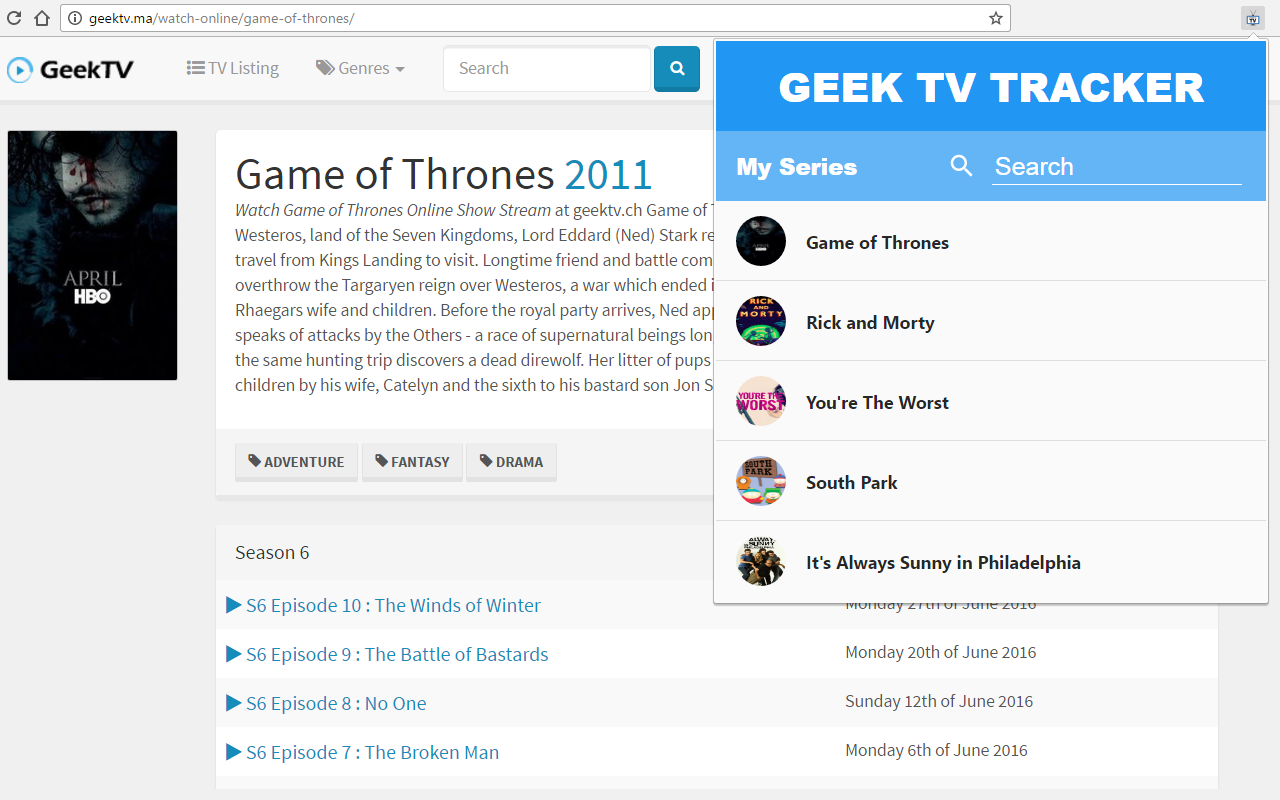 geektv.ma/watch-online/game-of-thrones/
TV
GeekTV
TV Listing
Genres
Search
GEEK TV TRACKER
My Series
Search
Game of Thrones
Rick and Morty
You're The Worst
South Park
It's Always Sunny in Philadelphia
RICK
AND
MORTY
YOU'RE THE
WORST
SOUTH
PARK
APRIL
HBO
Game of Thrones 2011
Watch Game of Thrones Online Show Stream at geektv.ch Game of
Westeros, land of the Seven Kingdoms, Lord Eddard (Ned) Stark re
travel from Kings Landing to visit. Longtime friend and battle com
overthrow the Targaryen reign over Westeros, a war which ended i
Rhaegars wife and children. Before the royal party arrives, Ned app
speaks of attacks by the Others - a race of supernatural beings lon
the same hunting trip discovers a dead direwolf. Her litter of pups
children by his wife, Catelyn and the sixth to his bastard son Jon S
ADVENTURE
FANTASY
DRAMA
Season 6
S6 Episode 10 : The Winds of Winter
Monday 27th of June 2016
S6 Episode 9 : The Battle of Bastards
Monday 20th of June 2016
S6 Episode 8 : No One
Sunday 12th of June 2016
S6 Episode 7 : The Broken Man
Monday 6th of June 2016